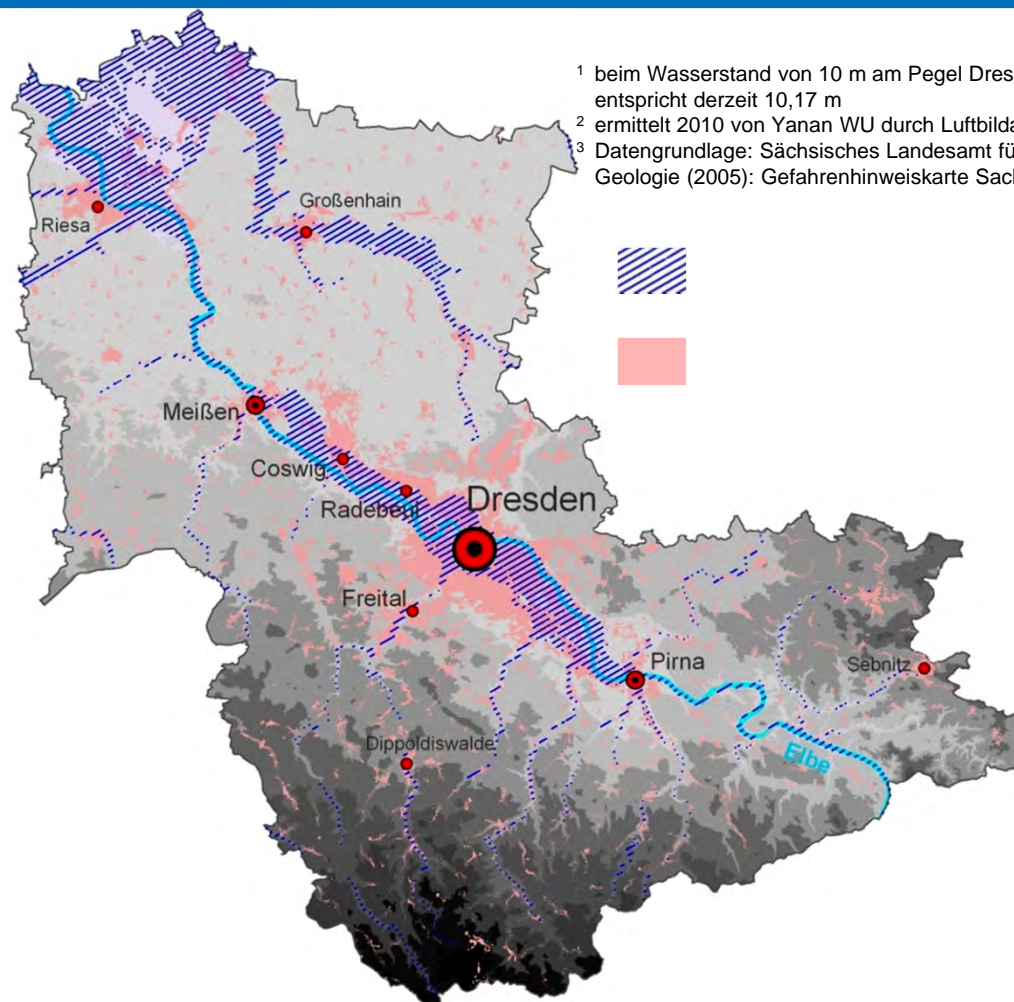 ¹ beim Wasserstand von 10 m am Pegel Dres
entspricht derzeit 10,17 m
² ermittelt 2010 von Yanan WU durch Luftbilda
³ Datengrundlage: Sächsisches Landesamt fü
Geologie (2005): Gefahrenhinweiskarte Sach
Großenhain
Riesa
Meißen
Coswig
Radebeul
Dresden
Freital
Pirna
Sebnitz
Dippoldiswalde
Elbe